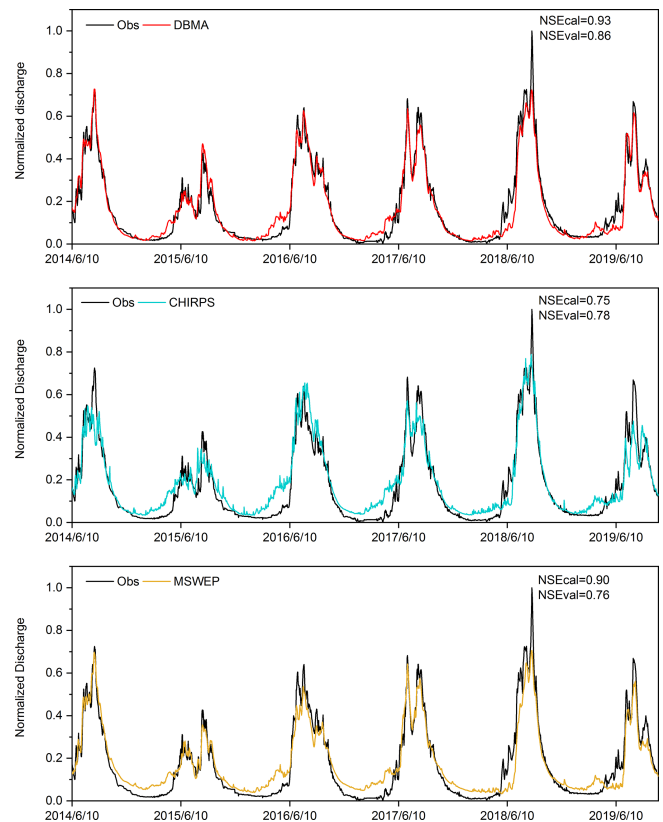 Obs DBMA
NSEcal=0.93
NSEval=0.86
Normalized discharge
1.0
0.8
0.6
0.4
0.2
0.0
2014/6/10 2015/6/10 2016/6/10 2017/6/10 2018/6/10 2019/6/10
Obs CHIRPS
NSEcal=0.75
NSEval=0.78
Normalized Discharge
1.0
0.8
0.6
0.4
0.2
0.0
2014/6/10 2015/6/10 2016/6/10 2017/6/10 2018/6/10 2019/6/10
Obs MSWEP
NSEcal=0.90
NSEval=0.76
Normalized Discharge
1.0
0.8
0.6
0.4
0.2
0.0
2014/6/10 2015/6/10 2016/6/10 2017/6/10 2018/6/10 2019/6/10